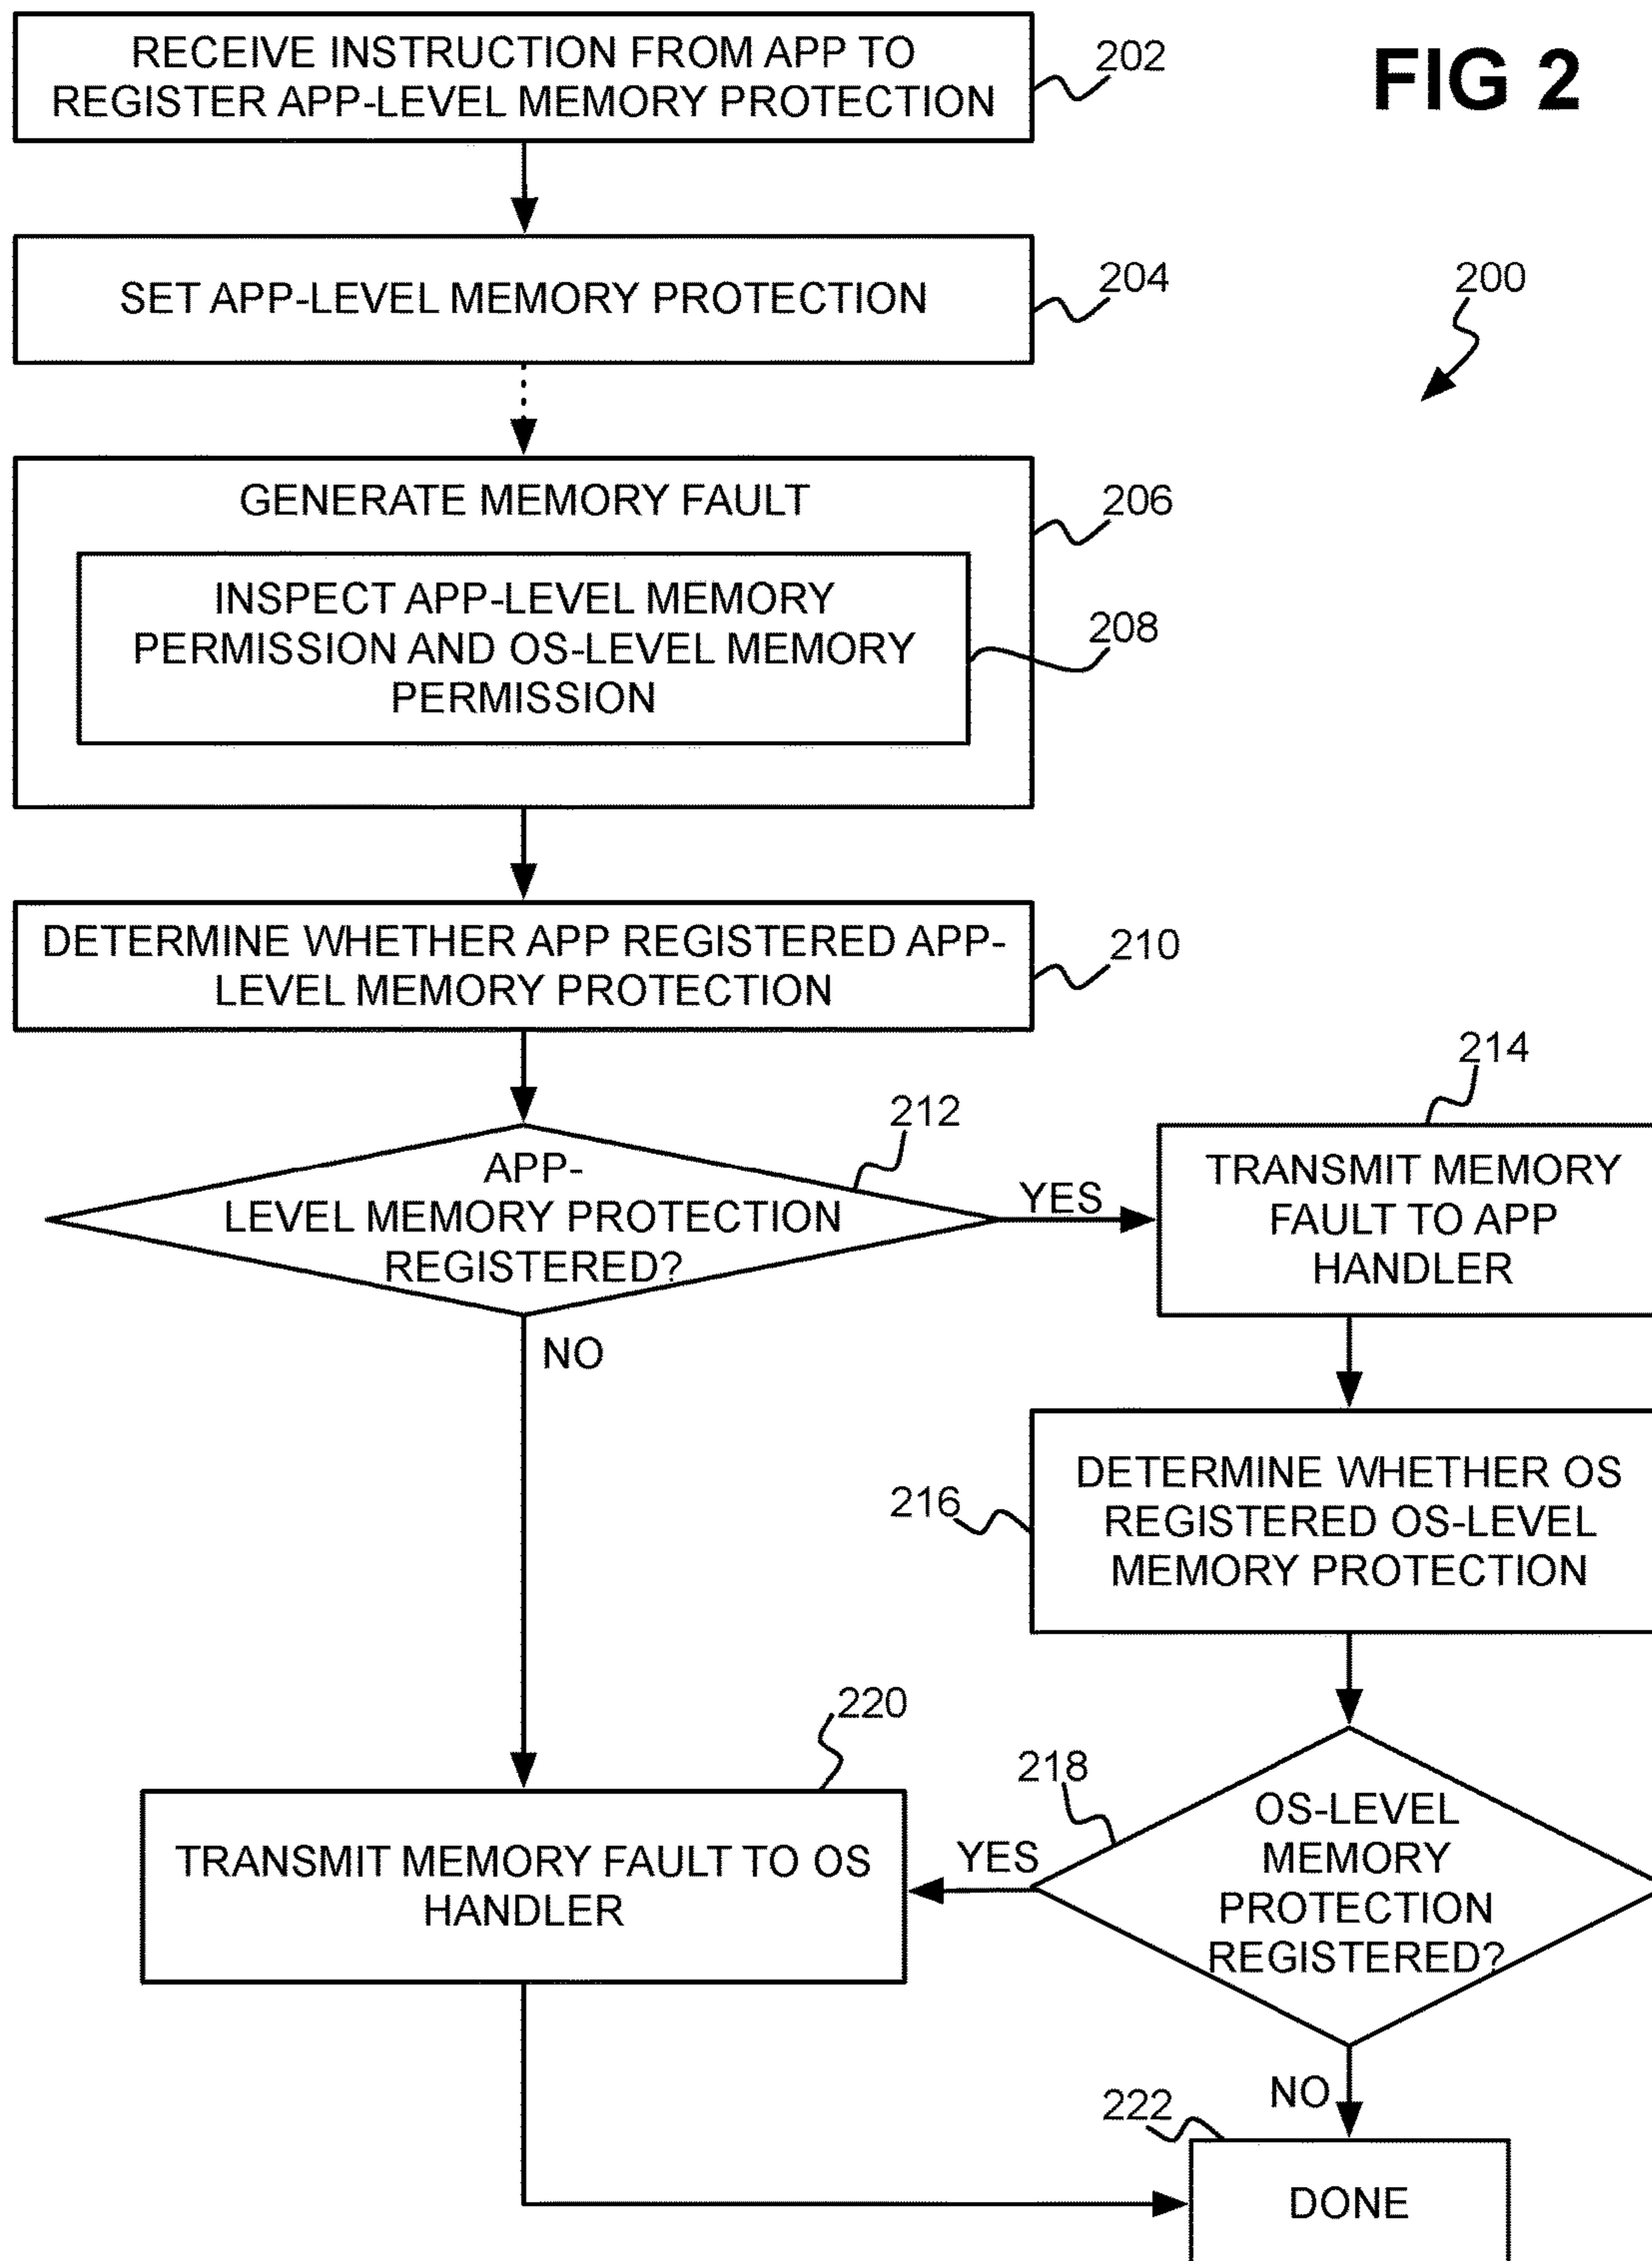 RECEIVE INSTRUCTION FROM APP TO
REGISTER APP-LEVEL MEMORY PROTECTION
202
FIG 2
SET APP-LEVEL MEMORY PROTECTION
204
200
GENERATE MEMORY FAULT
206
INSPECT APP-LEVEL MEMORY
PERMISSION AND OS-LEVEL MEMORY
PERMISSION
208
DETERMINE WHETHER APP REGISTERED APP-
LEVEL MEMORY PROTECTION
210
212
APP-
LEVEL MEMORY PROTECTION
REGISTERED?
YES
NO
214
TRANSMIT MEMORY
FAULT TO APP
HANDLER
216
DETERMINE WHETHER OS
REGISTERED OS-LEVEL
MEMORY PROTECTION
218
OS-LEVEL
MEMORY
PROTECTION
REGISTERED?
YES
220
TRANSMIT MEMORY FAULT TO OS
HANDLER
NO
222
DONE